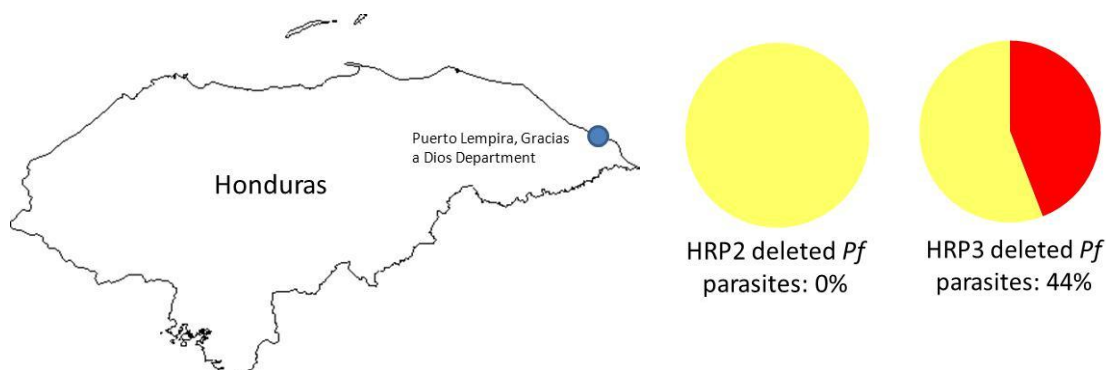 Puerto Lempira, Gracias
a Dios Department
Honduras
HRP2 deleted Pf
parasites: 0%
HRP3 deleted Pf
parasites: 44%